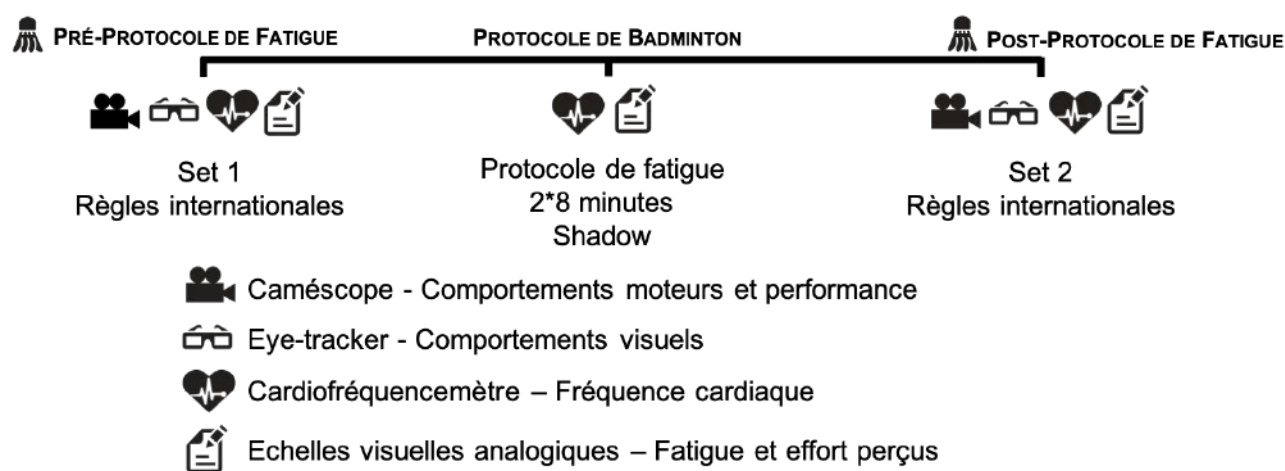 PRÉ-PROTOCOLE DE FATIGUE PROTOCOLE DE BADMINTON POST-PROTOCOLE DE FATIGUE
Set 1 Protocole de fatigue Set 2
Règles internationales 2*8 minutes Règles internationales
Shadow
Caméscope - Comportements moteurs et performance
Eye-tracker - Comportements visuels
Cardiofréquencemètre – Fréquence cardiaque
Echelles visuelles analogiques – Fatigue et effort perçus